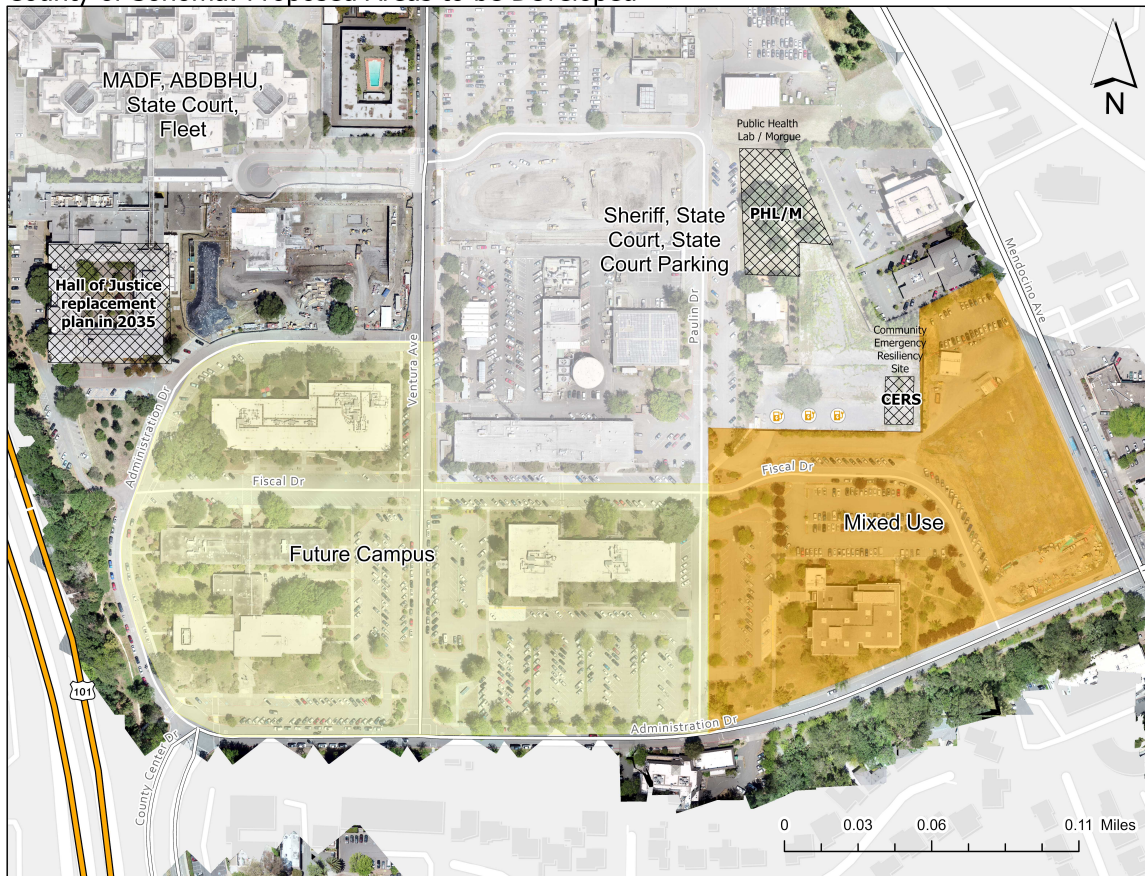 MADF, ABDBHU,
State Court,
Fleet
N
Public Health
Lab / Morgue
PHL/M
Sheriff, State
Court, State
Court Parking
Hall of Justice
replacement
plan in 2035
Mendocino Ave
Paulin Dr
Ventura Ave
Administration Dr
Community
Emergency
Resiliency
Site
CERS
Fiscal Dr
Fiscal Dr
Mixed Use
Future Campus
101
Administration Dr
County Center Dr
0 0.03 0.06 0.11 Miles